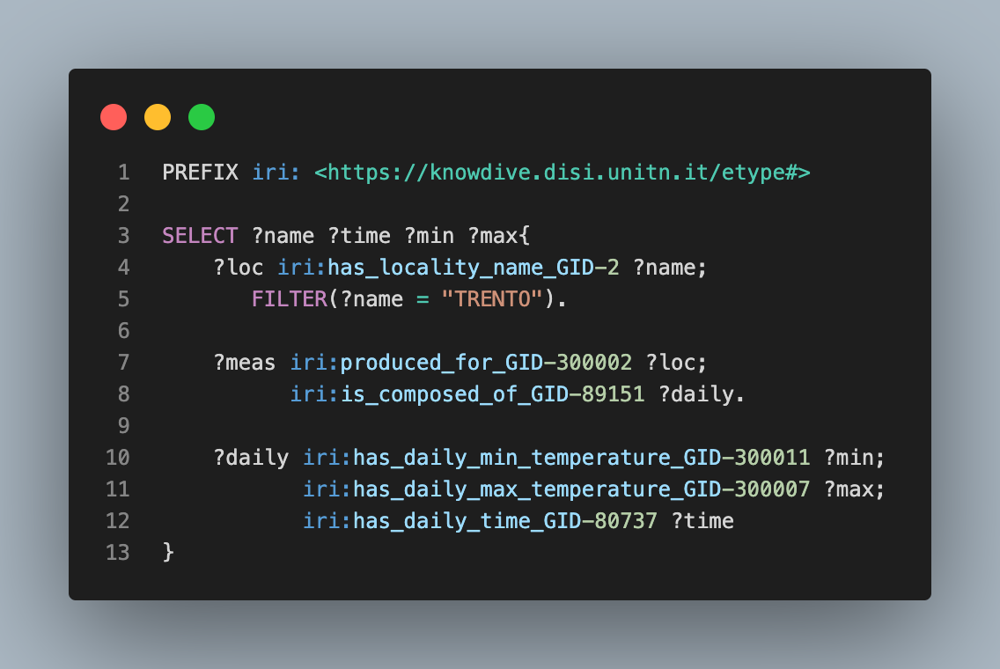 1 PREFIX iri: <https://knowdive.disi.unitn.it/etype#>
2
3 SELECT ?name ?time ?min ?max{
4     ?loc iri:has_locality_name_GID-2 ?name;
5        FILTER(?name = "TRENTO").
6
7     ?meas iri:produced_for_GID-300002 ?loc;
8           iri:is_composed_of_GID-89151 ?daily.
9
10     ?daily iri:has_daily_min_temperature_GID-300011 ?min;
11            iri:has_daily_max_temperature_GID-300007 ?max;
12            iri:has_daily_time_GID-80737 ?time
13 }